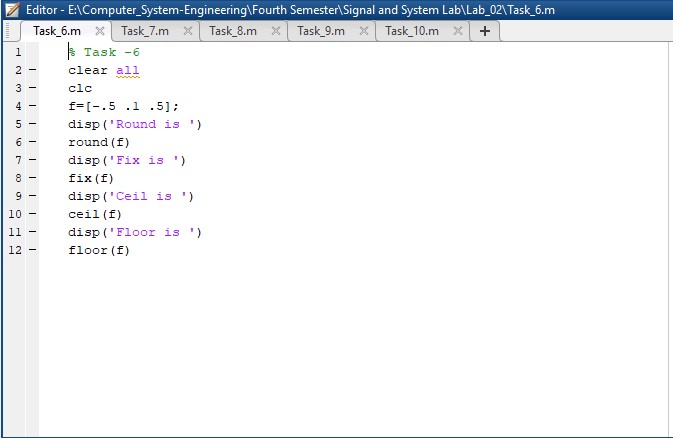 Editor - E:\Computer_System-Engineering\Fourth Semester\Signal and System Lab\Lab_02\Task_6.m
Task_6.m × Task_7.m × Task_8.m × Task_9.m × Task_10.m × +
1 % Task -6
2 - clear all
3 - clc
4 - f=[-.5 .1 .5];
5 - disp('Round is ')
6 - round(f)
7 - disp('Fix is ')
8 - fix(f)
9 - disp('Ceil is ')
10 - ceil(f)
11 - disp('Floor is ')
12 - floor(f)